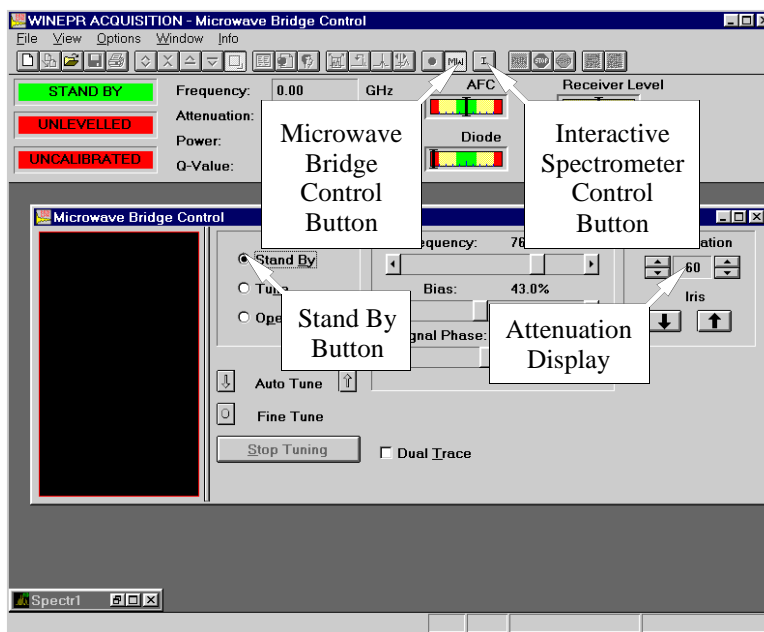 WINEPR ACQUISITION - Microwave Bridge Control
File View Options Window Info
MW I
STAND BY
UNLEVELLED
UNCALIBRATED
Frequency: 0.00 GHz
Attenuation:
Power:
Q-Value:
AFC
Diode
Receiver Level
Microwave
Bridge
Control
Button
Interactive
Spectrometer
Control
Button
Microwave Bridge Control
Stand By
Bias: 43.0%
60
Iris
Stand By
Button
Attenuation
Display
Auto Tune
Fine Tune
Stop Tuning
Dual Trace
Spectr1